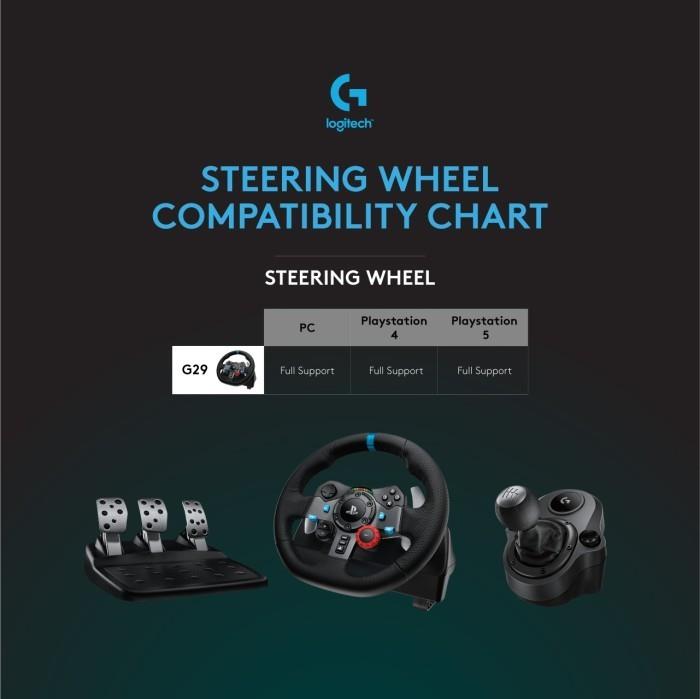 logitech
STEERING WHEEL
COMPATIBILITY CHART
STEERING WHEEL
PC
Playstation
4
Playstation
5
G29
Full Support
Full Support
Full Support